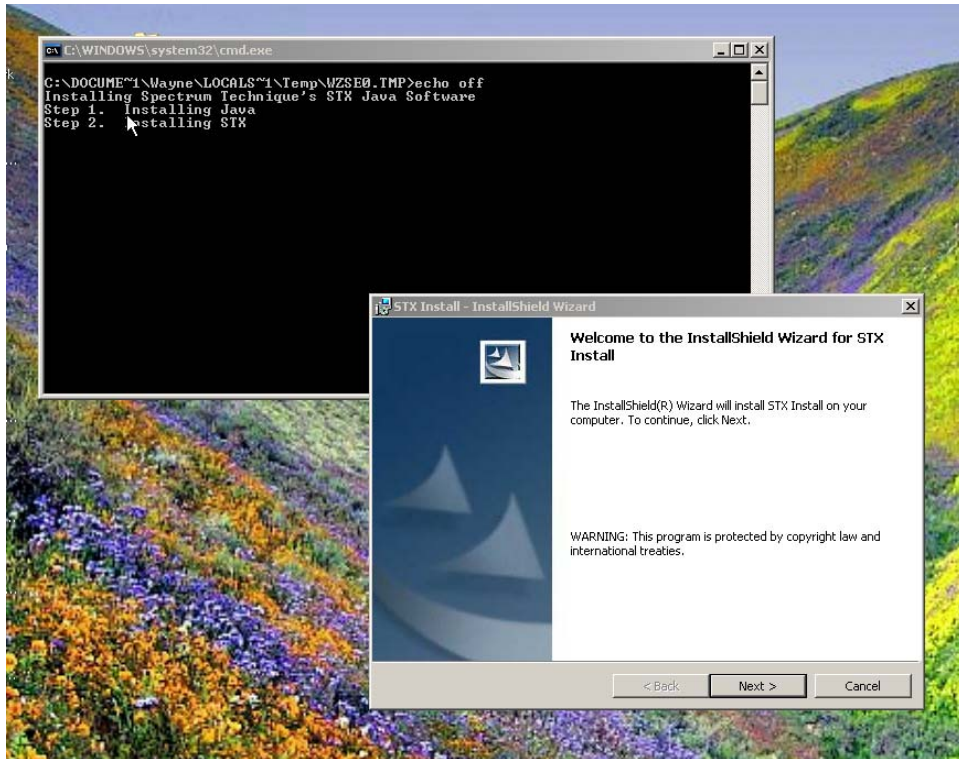 C:\WINDOWS\system32\cmd.exe
C:\DOCUME~1\Wayne\LOCALS~1\Temp\WZSE0.TMP>echo off
Installing Spectrum Technique's STX Java Software
Step 1. Installing Java
Step 2. Installing STX
STX Install - InstallShield Wizard
Welcome to the InstallShield Wizard for STX
Install
The InstallShield(R) Wizard will install STX Install on your
computer. To continue, click Next.
WARNING: This program is protected by copyright law and
international treaties.
< Back
Next >
Cancel